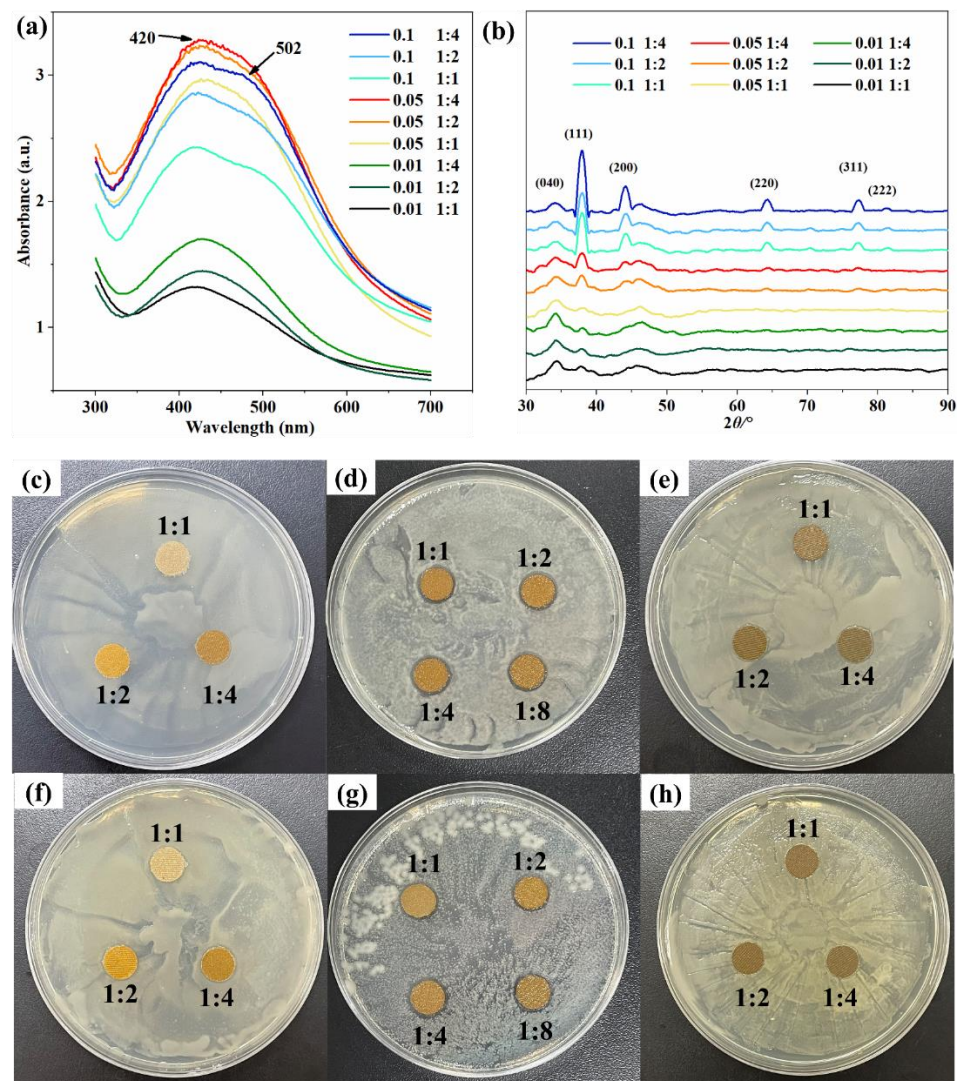 (a)
420
502
0.1 1:4
0.1 1:2
0.1 1:1
0.05 1:4
0.05 1:2
0.05 1:1
0.01 1:4
0.01 1:2
0.01 1:1
3
2
1
Absorbance (a.u.)
300 400 500 600 700
Wavelength (nm)
(b)
0.1 1:4 0.05 1:4 0.01 1:4
0.1 1:2 0.05 1:2 0.01 1:2
0.1 1:1 0.05 1:1 0.01 1:1
(040) (111) (200) (220) (311) (222)
30 40 50 60 70 80 90
2θ/°
(c)
1:1
1:2 1:4
(d)
1:1 1:2
1:4 1:8
(e)
1:1
1:2 1:4
(f)
1:1
1:2 1:4
(g)
1:1 1:2
1:4 1:8
(h)
1:1
1:2 1:4